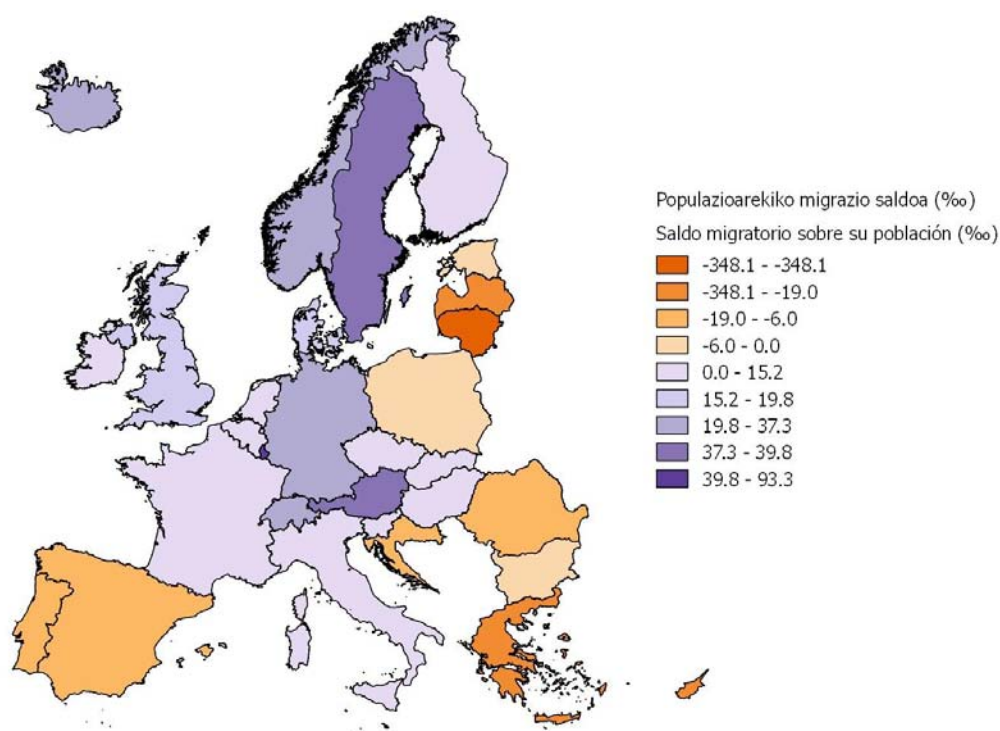 Populazioarekiko migrazio saldoa (‰)
Saldo migratorio sobre su población (‰)
-348.1 - -348.1
-348.1 - -19.0
-19.0 - -6.0
-6.0 - 0.0
0.0 - 15.2
15.2 - 19.8
19.8 - 37.3
37.3 - 39.8
39.8 - 93.3